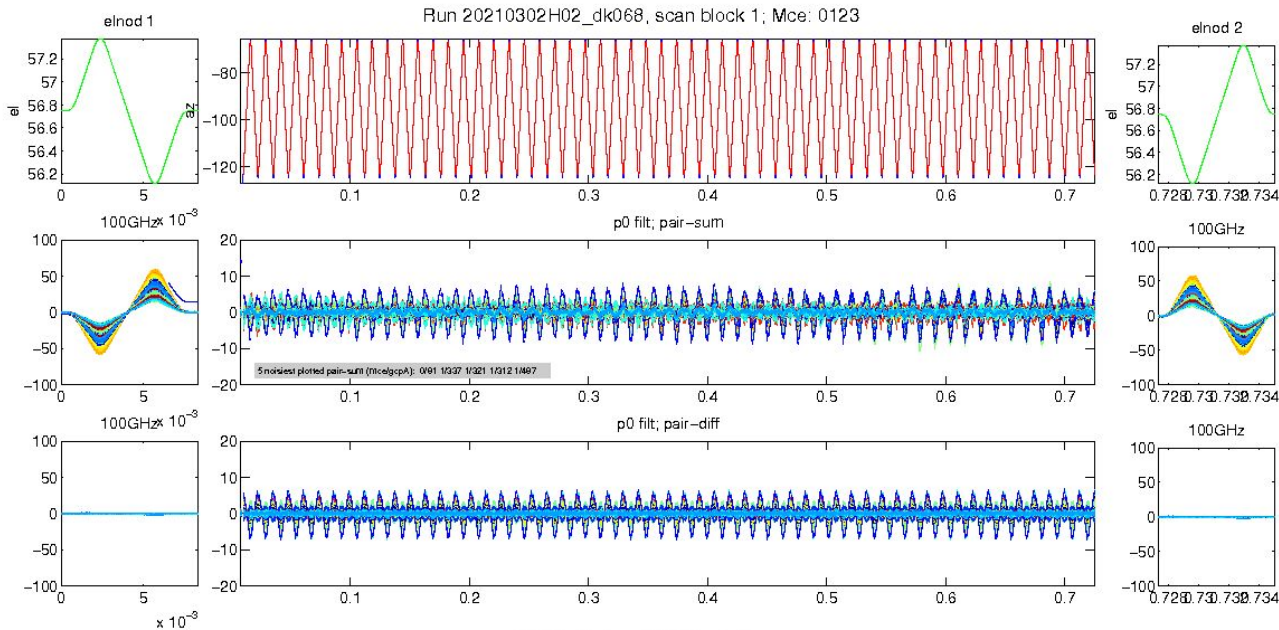 Run 20210302H02_dk068, scan block 1; Mce: 0123
elnod 1
el
57.2
57
56.8
56.6
56.4
56.2
0
5
x 10^-3
az
-80
-100
-120
0.1 0.2 0.3 0.4 0.5 0.6 0.7
elnod 2
el
57.2
57
56.8
56.6
56.4
56.2
0.728 0.73 0.732 0.734
100GHz
100
50
0
-50
-100
0
5
x 10^-3
p0 filt; pair-sum
20
10
0
-10
-20
5 noisiest plotted pair-sum (mce/gcpA): 0/81 1/337 1/321 1/312 1/487
0.1 0.2 0.3 0.4 0.5 0.6 0.7
100GHz
100
50
0
-50
-100
0.728 0.73 0.732 0.734
100GHz
100
50
0
-50
-100
0
5
x 10^-3
p0 filt; pair-diff
20
10
0
-10
-20
0.1 0.2 0.3 0.4 0.5 0.6 0.7
100GHz
100
50
0
-50
-100
0.728 0.73 0.732 0.734